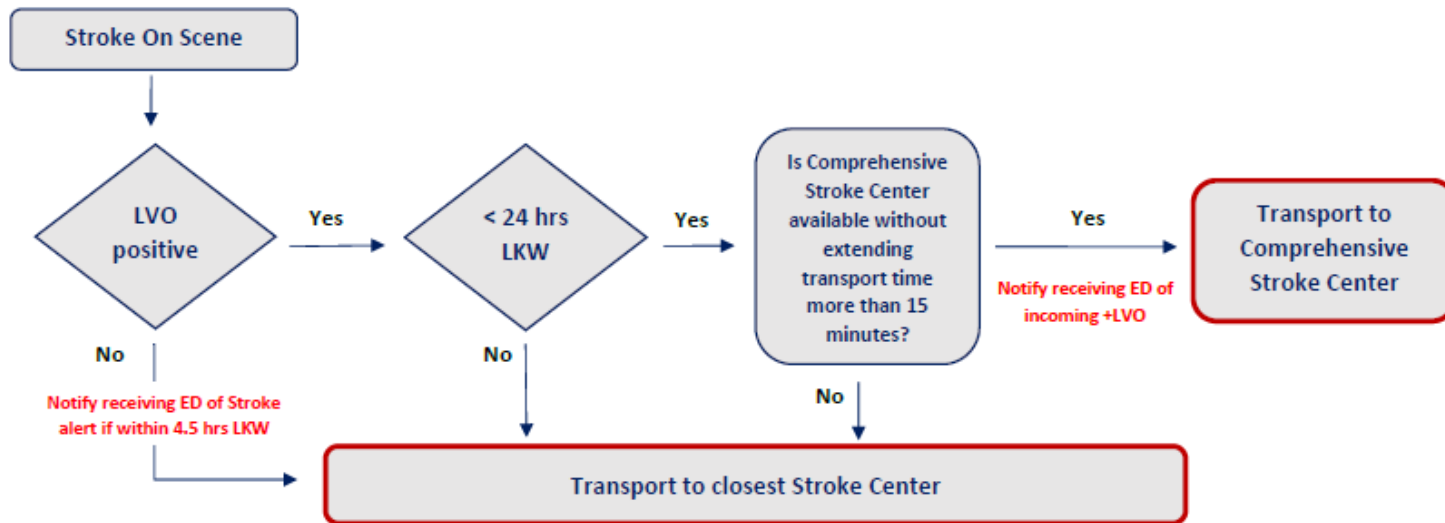 Stroke On Scene
LVO
positive
Yes
< 24 hrs
LKW
Yes
Is Comprehensive
Stroke Center
available without
extending
transport time
more than 15
minutes?
Yes
Notify receiving ED of
incoming +LVO
Transport to
Comprehensive
Stroke Center
No
Notify receiving ED of Stroke
alert if within 4.5 hrs LKW
No
No
Transport to closest Stroke Center